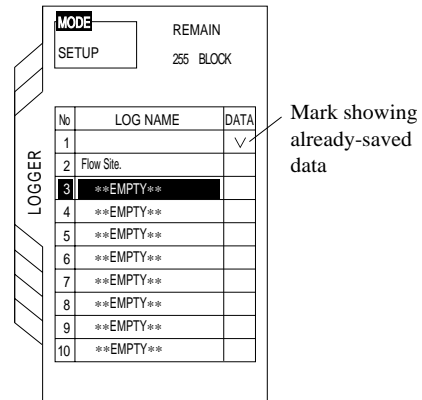 MODE
SETUP
REMAIN
255 BLOCK
LOGGER
No LOG NAME DATA
1 ∨
2 Flow Site.
3 **EMPTY**
4 **EMPTY**
5 **EMPTY**
6 **EMPTY**
7 **EMPTY**
8 **EMPTY**
9 **EMPTY**
10 **EMPTY**
Mark showing
already-saved
data